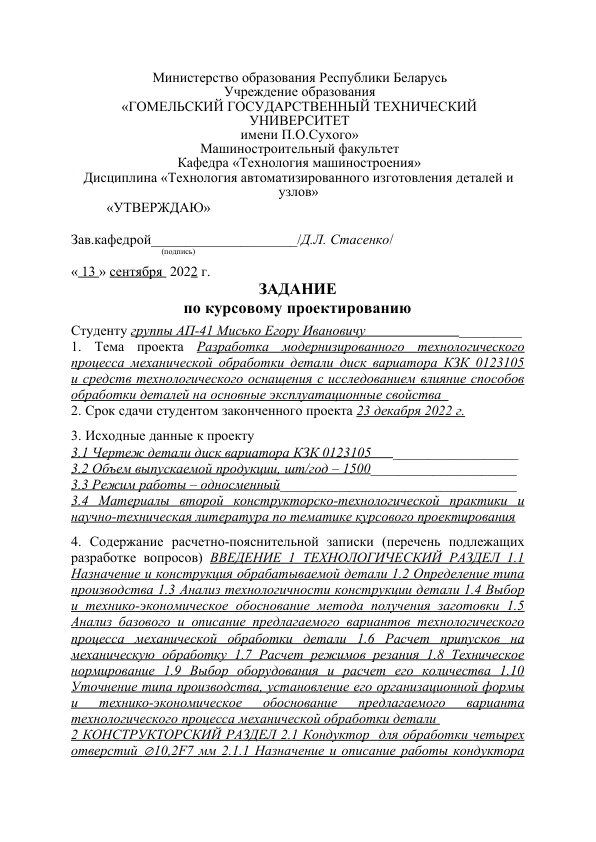 Министерство образования Республики Беларусь
Учреждение образования
«ГОМЕЛЬСКИЙ ГОСУДАРСТВЕННЫЙ ТЕХНИЧЕСКИЙ
УНИВЕРСИТЕТ
имени П.О.Сухого»
Машиностроительный факультет
Кафедра «Технология машиностроения»
Дисциплина «Технология автоматизированного изготовления деталей и
узлов»
«УТВЕРЖДАЮ»
Зав.кафедрой_____________________/Д.Л. Стасенко/
(подпись)
« 13 » сентября 2022 г.
ЗАДАНИЕ
по курсовому проектированию
Студенту группы АП-41 Мисько Егору Ивановичу______________________
1. Тема проекта Разработка модернизированного технологического
процесса механической обработки детали диск вариатора КЗК 0123105
и средств технологического оснащения с исследованием влияние способов
обработки деталей на основные эксплуатационные свойства
2. Срок сдачи студентом законченного проекта 23 декабря 2022 г.
3. Исходные данные к проекту
3.1 Чертеж детали диск вариатора КЗК 0123105_____________________
3.2 Объем выпускаемой продукции, шт/год – 1500_____________________
3.3 Режим работы – односменный__________________________________
3.4 Материалы второй конструкторско-технологической практики и
научно-техническая литература по тематике курсового проектирования
4. Содержание расчетно-пояснительной записки (перечень подлежащих
разработке вопросов) ВВЕДЕНИЕ 1 ТЕХНОЛОГИЧЕСКИЙ РАЗДЕЛ 1.1
Назначение и конструкция обрабатываемой детали 1.2 Определение типа
производства 1.3 Анализ технологичности конструкции детали 1.4 Выбор
и технико-экономическое обоснование метода получения заготовки 1.5
Анализ базового и описание предлагаемого вариантов технологического
процесса механической обработки детали 1.6 Расчет припусков на
механическую обработку 1.7 Расчет режимов резания 1.8 Техническое
нормирование 1.9 Выбор оборудования и расчет его количества 1.10
Уточнение типа производства, установление его организационной формы
и технико-экономическое обоснование предлагаемого варианта
технологического процесса механической обработки детали
2 КОНСТРУКТОРСКИЙ РАЗДЕЛ 2.1 Кондуктор для обработки четырех
отверстий ∅10,2F7 мм 2.1.1 Назначение и описание работы кондуктора